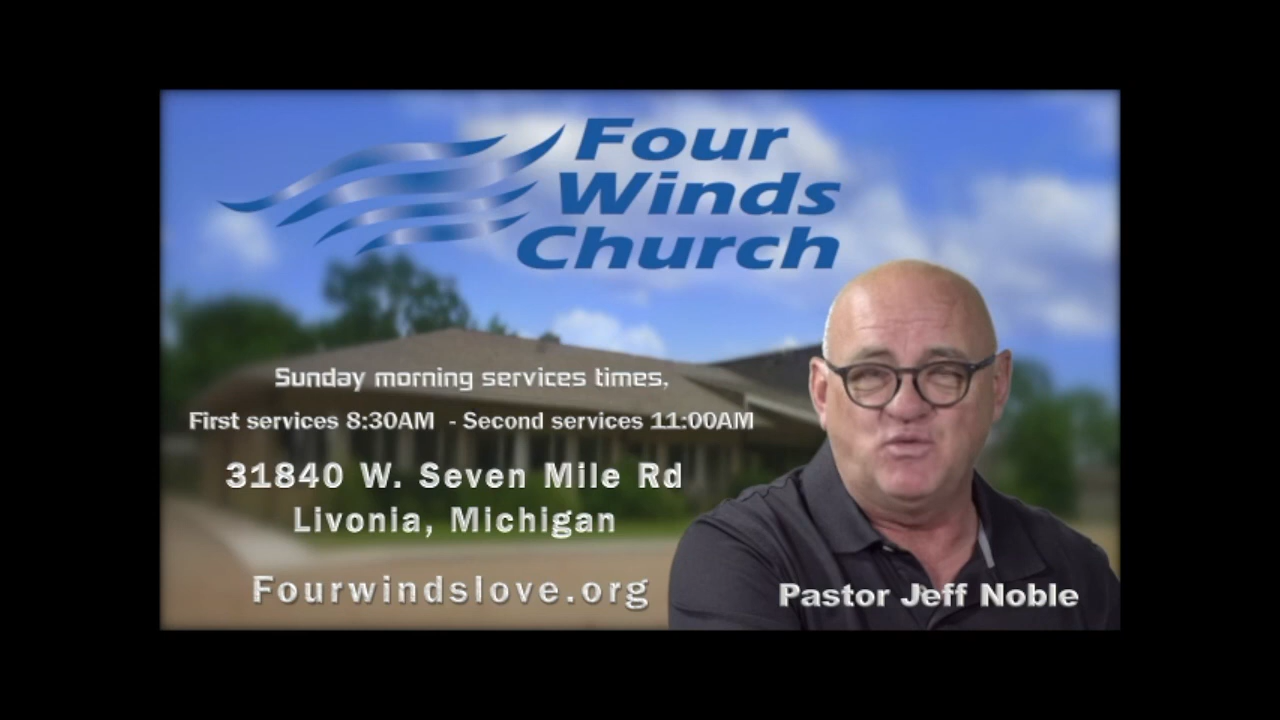 Four
Winds
Church
Sunday morning services times,
First services 8:30AM - Second services 11:00AM
31840 W. Seven Mile Rd
Livonia, Michigan
Fourwindslove.org
Pastor Jeff Noble